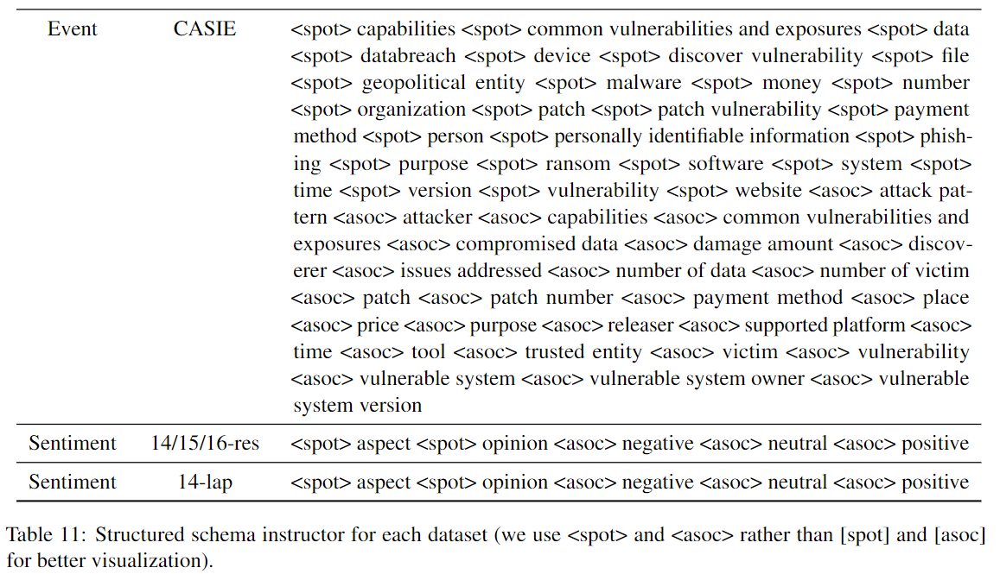 Event CASIE <spot> capabilities <spot> common vulnerabilities and exposures <spot> data
<spot> databreach <spot> device <spot> discover vulnerability <spot> file
<spot> geopolitical entity <spot> malware <spot> money <spot> number
<spot> organization <spot> patch <spot> patch vulnerability <spot> payment
method <spot> person <spot> personally identifiable information <spot> phish-
ing <spot> purpose <spot> ransom <spot> software <spot> system <spot>
time <spot> version <spot> vulnerability <spot> website <asoc> attack pat-
tern <asoc> attacker <asoc> capabilities <asoc> common vulnerabilities and
exposures <asoc> compromised data <asoc> damage amount <asoc> discov-
erer <asoc> issues addressed <asoc> number of data <asoc> number of victim
<asoc> patch <asoc> patch number <asoc> payment method <asoc> place
<asoc> price <asoc> purpose <asoc> releaser <asoc> supported platform <asoc>
time <asoc> tool <asoc> trusted entity <asoc> victim <asoc> vulnerability
<asoc> vulnerable system <asoc> vulnerable system owner <asoc> vulnerable
system version
Sentiment 14/15/16-res <spot> aspect <spot> opinion <asoc> negative <asoc> neutral <asoc> positive
Sentiment 14-lap <spot> aspect <spot> opinion <asoc> negative <asoc> neutral <asoc> positive
Table 11: Structured schema instructor for each dataset (we use <spot> and <asoc> rather than [spot] and [asoc]
for better visualization).